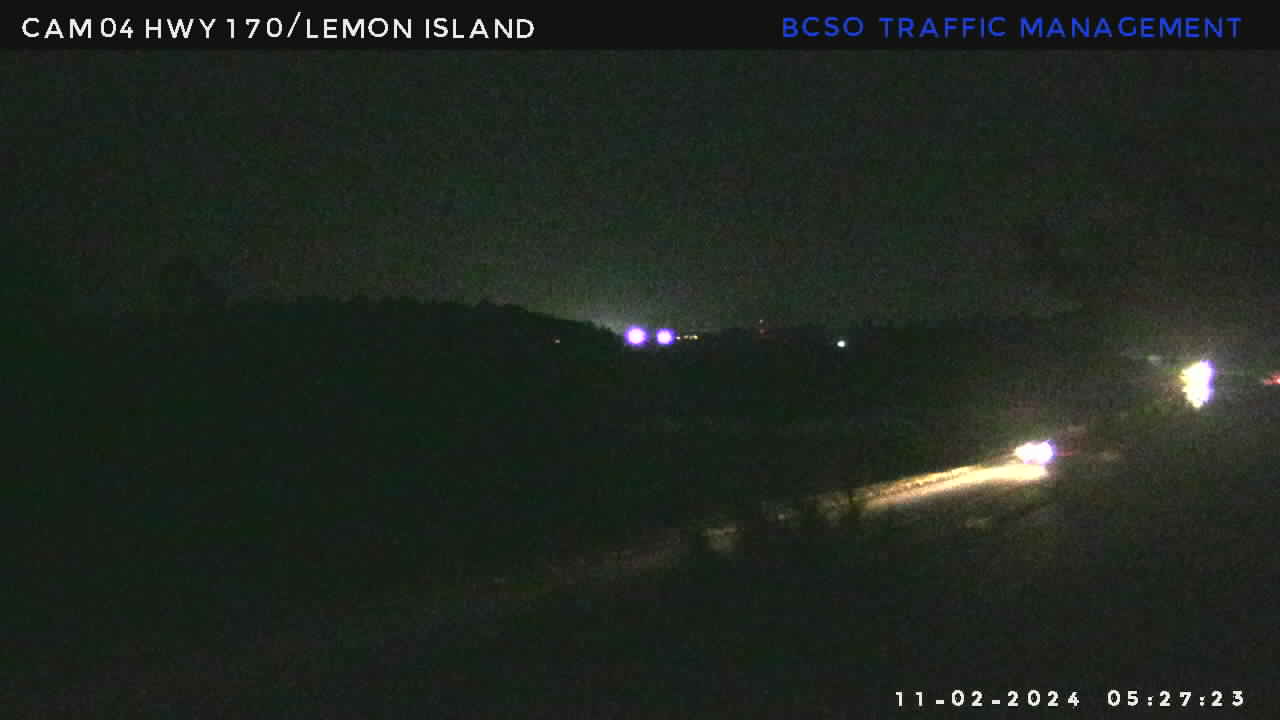 CAM04 HWY 170/LEMON ISLAND
BCSO TRAFFIC MANAGEMENT
11-02-2024 05:27:23